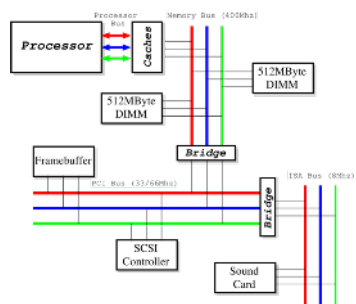 Processor
Bus
Memory Bus (400Mhz)
Processor
Caches
512MByte
DIMM
512MByte
DIMM
Bridge
Framebuffer
PCI Bus (33/66Mhz)
ISA Bus (8Mhz)
Bridge
SCSI
Controller
Sound
Card